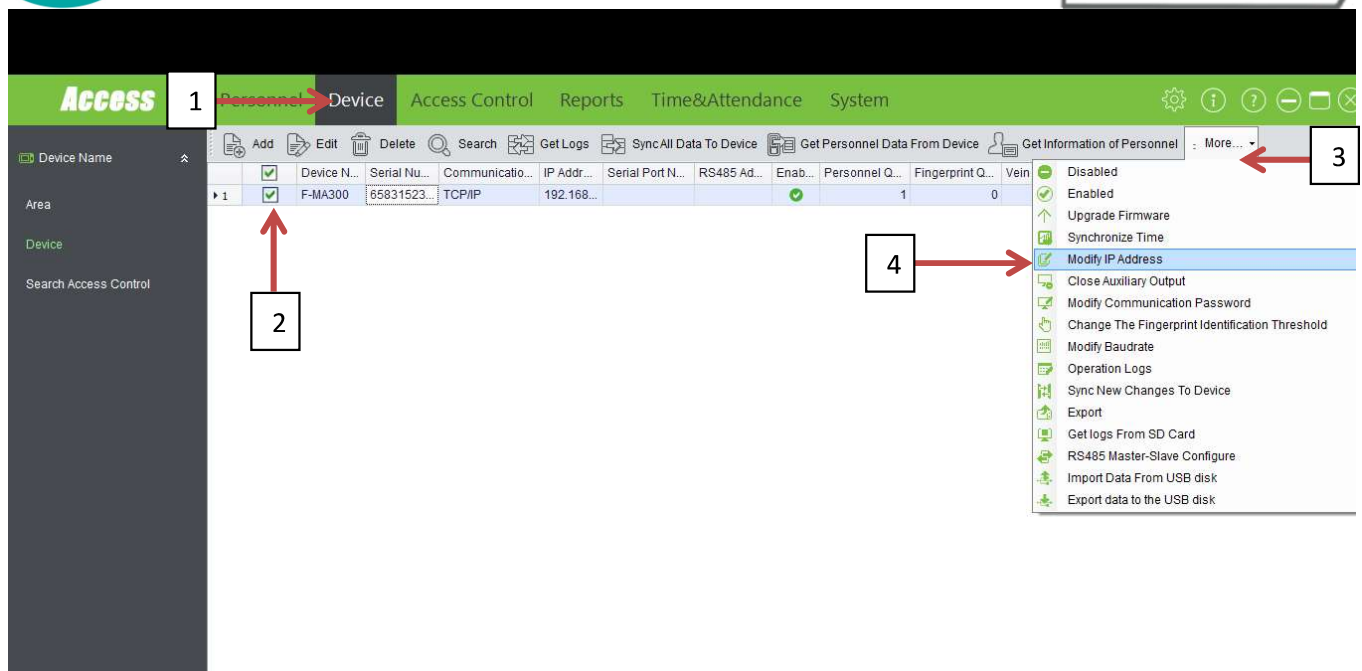 Access 1 Personnel Device Access Control Reports Time&Attendance System
Device Name
Area
Device
Search Access Control
Add Edit Delete Search Get Logs Sync All Data To Device Get Personnel Data From Device Get Information of Personnel More...
3
Device N... Serial Nu... Communicatio... IP Addr... Serial Port N... RS485 Ad... Enab... Personnel Q... Fingerprint Q... Vein
1 F-MA300 65831523... TCP/IP 192.168... 1 0
2
4
Disabled
Enabled
Upgrade Firmware
Synchronize Time
Modify IP Address
Close Auxiliary Output
Modify Communication Password
Change The Fingerprint Identification Threshold
Modify Baudrate
Operation Logs
Sync New Changes To Device
Export
Get logs From SD Card
RS485 Master-Slave Configure
Import Data From USB disk
Export data to the USB disk